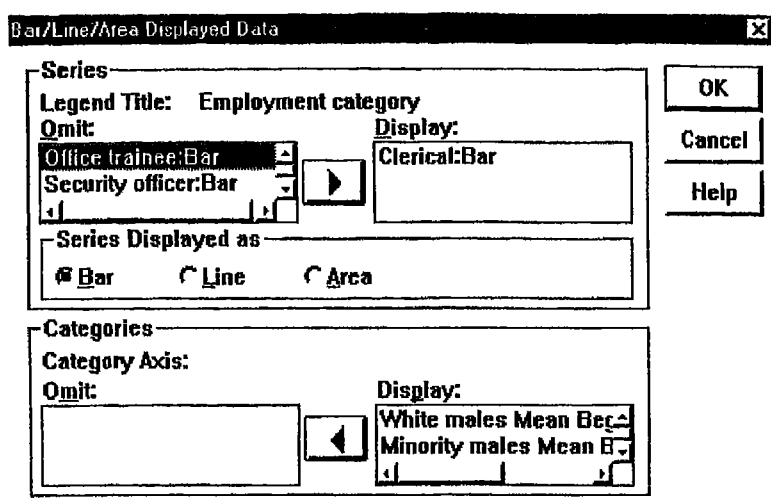 Bar/Line/Area Displayed Data
Series
Legend Title: Employment category
Omit:
Display:
Office trainee:Bar
Security officer:Bar
Clerical:Bar
Series Displayed as
Bar Line Area
OK
Cancel
Help
Categories
Category Axis:
Omit:
Display:
White males Mean Beg
Minority males Mean B